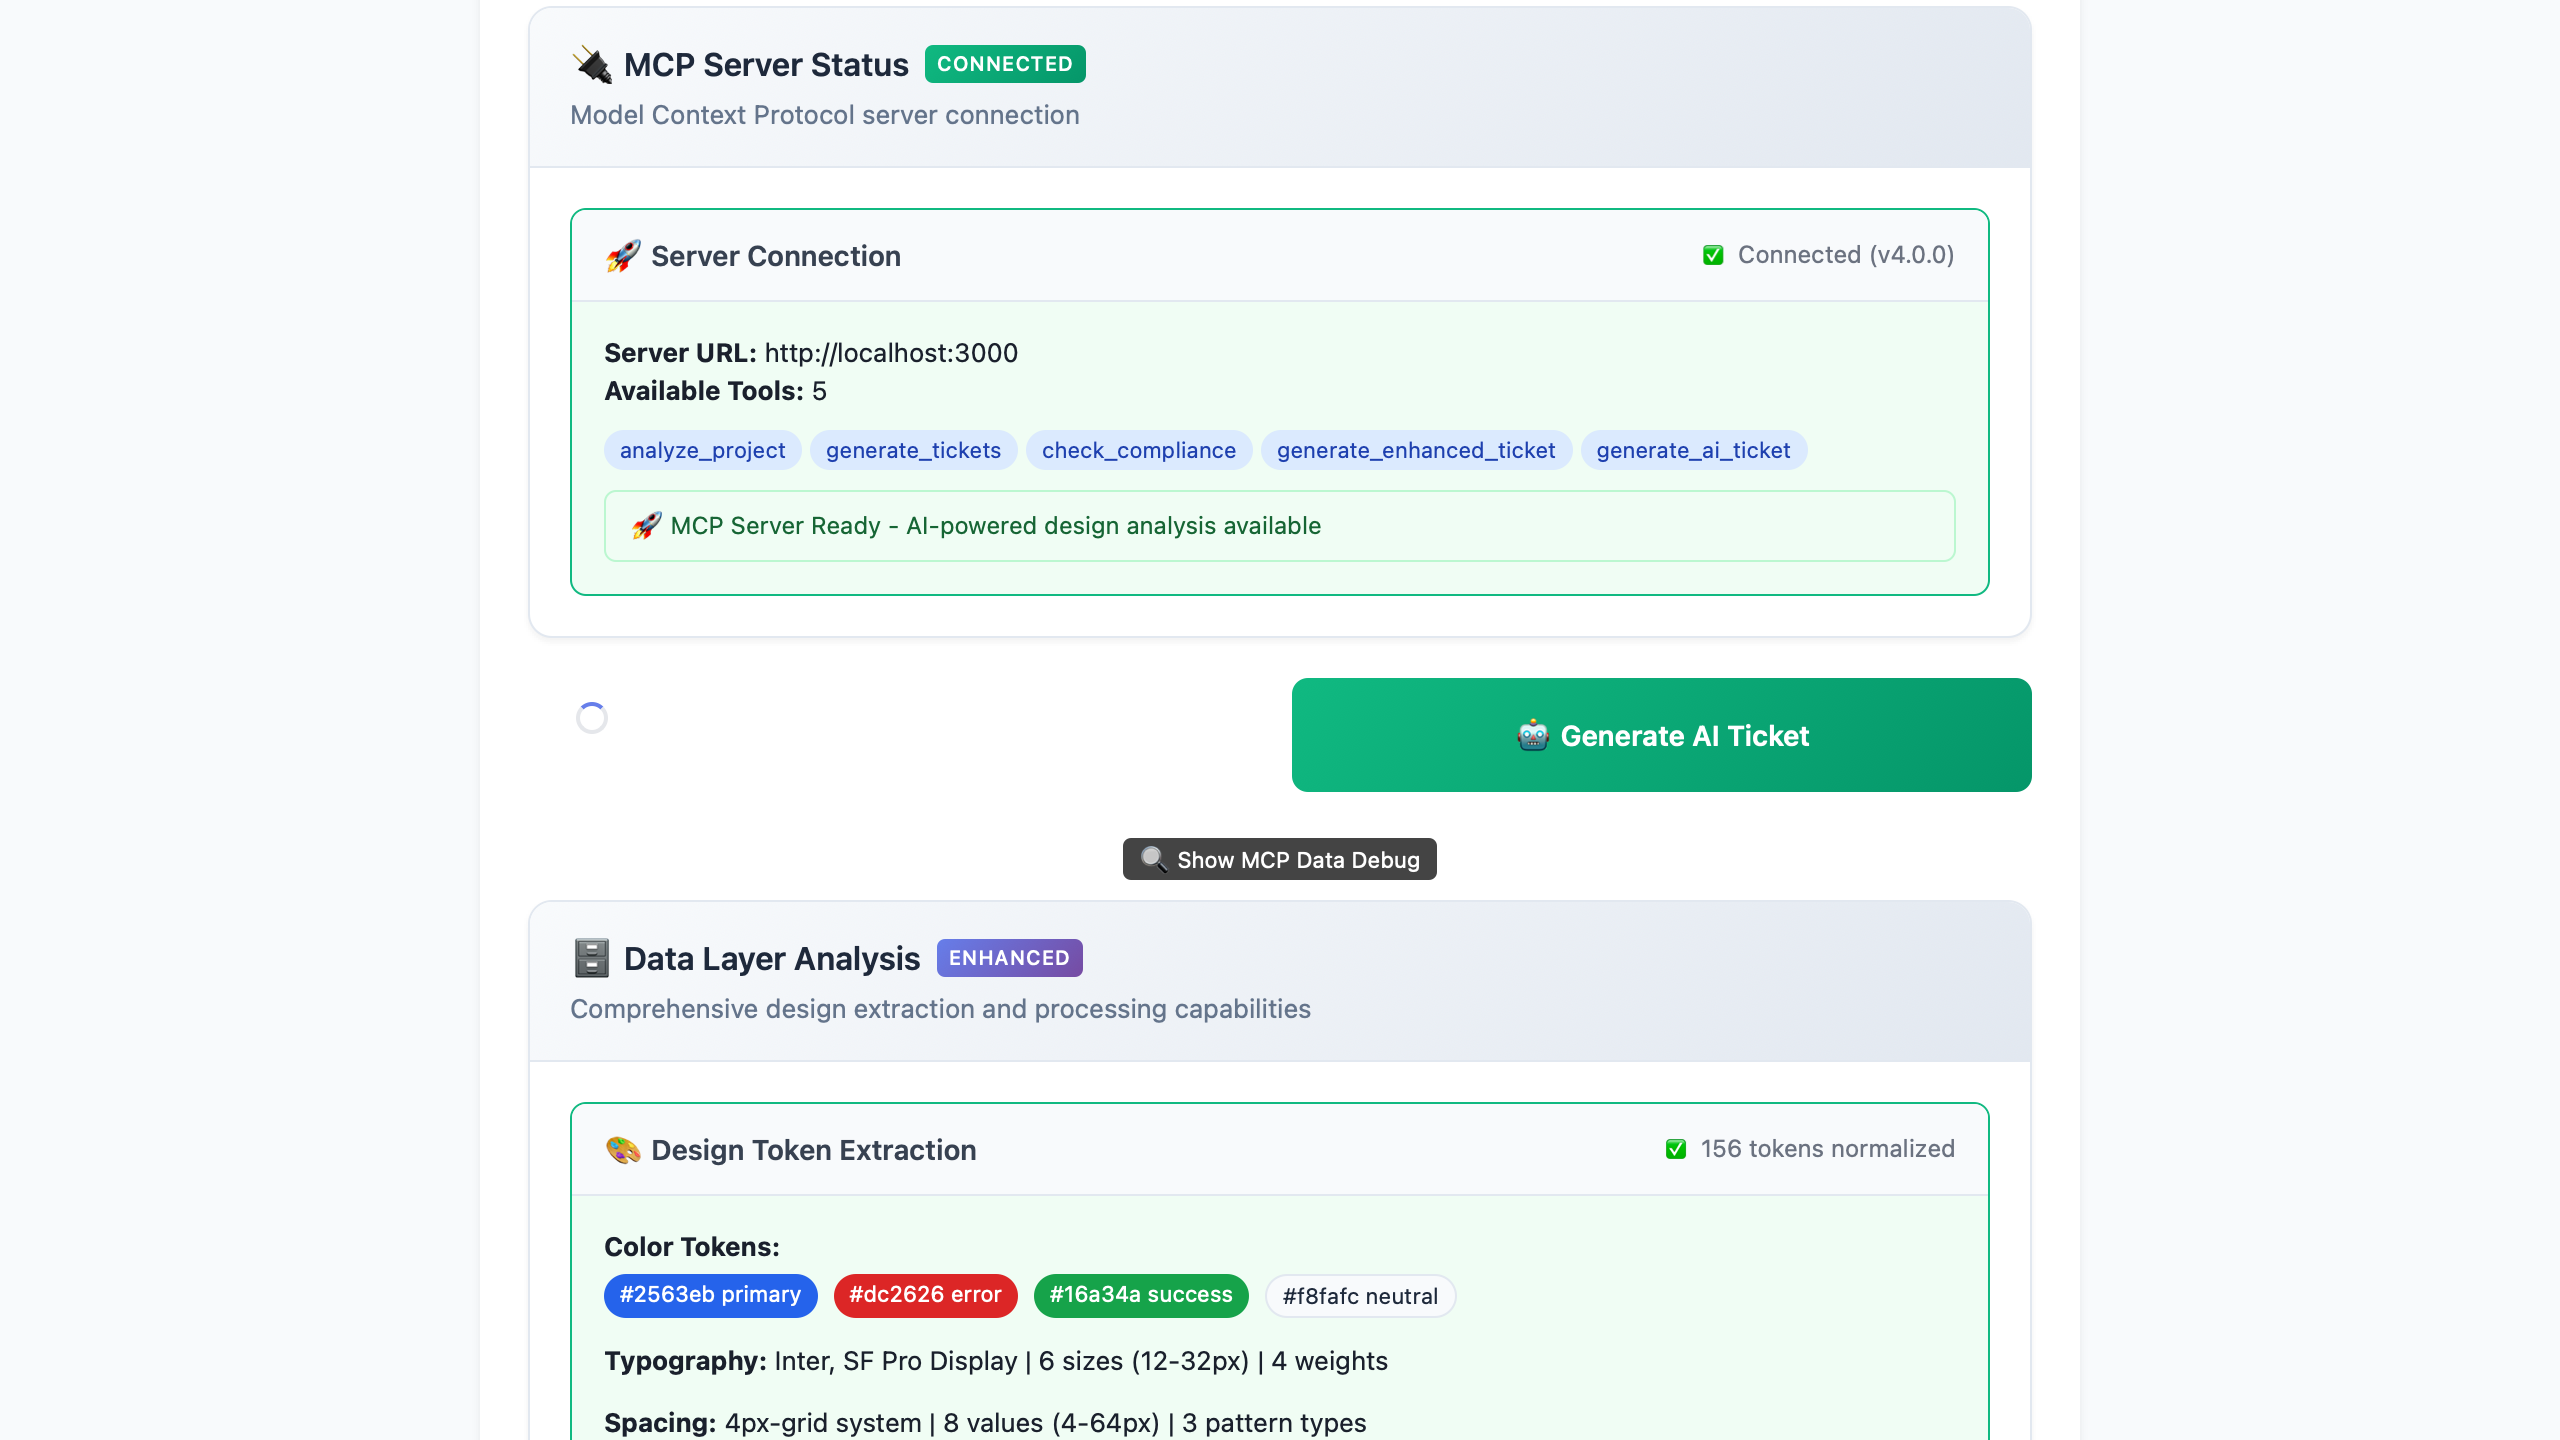 MCP Server Status CONNECTED
Model Context Protocol server connection
Server Connection
Connected (v4.0.0)
Server URL: http://localhost:3000
Available Tools: 5
analyze_project generate_tickets check_compliance generate_enhanced_ticket generate_ai_ticket
MCP Server Ready - AI-powered design analysis available
Generate AI Ticket
Show MCP Data Debug
Data Layer Analysis ENHANCED
Comprehensive design extraction and processing capabilities
Design Token Extraction
156 tokens normalized
Color Tokens:
#2563eb primary #dc2626 error #16a34a success #f8fafc neutral
Typography: Inter, SF Pro Display | 6 sizes (12-32px) | 4 weights
Spacing: 4px-grid system | 8 values (4-64px) | 3 pattern types